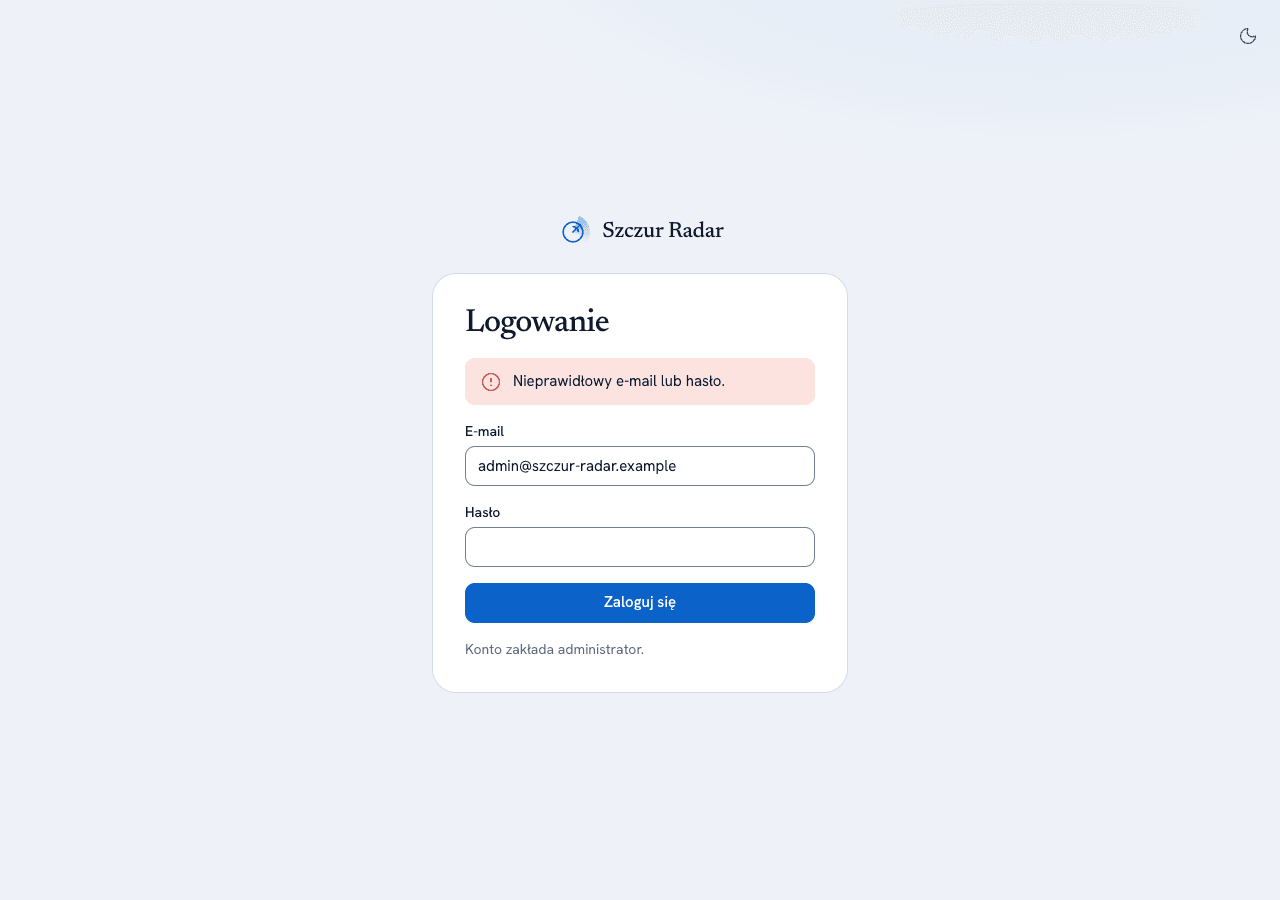 Szczur Radar
Logowanie
Nieprawidłowy e-mail lub hasło.
E-mail
admin@szczur-radar.example
Hasło
Zaloguj się
Konto zakłada administrator.